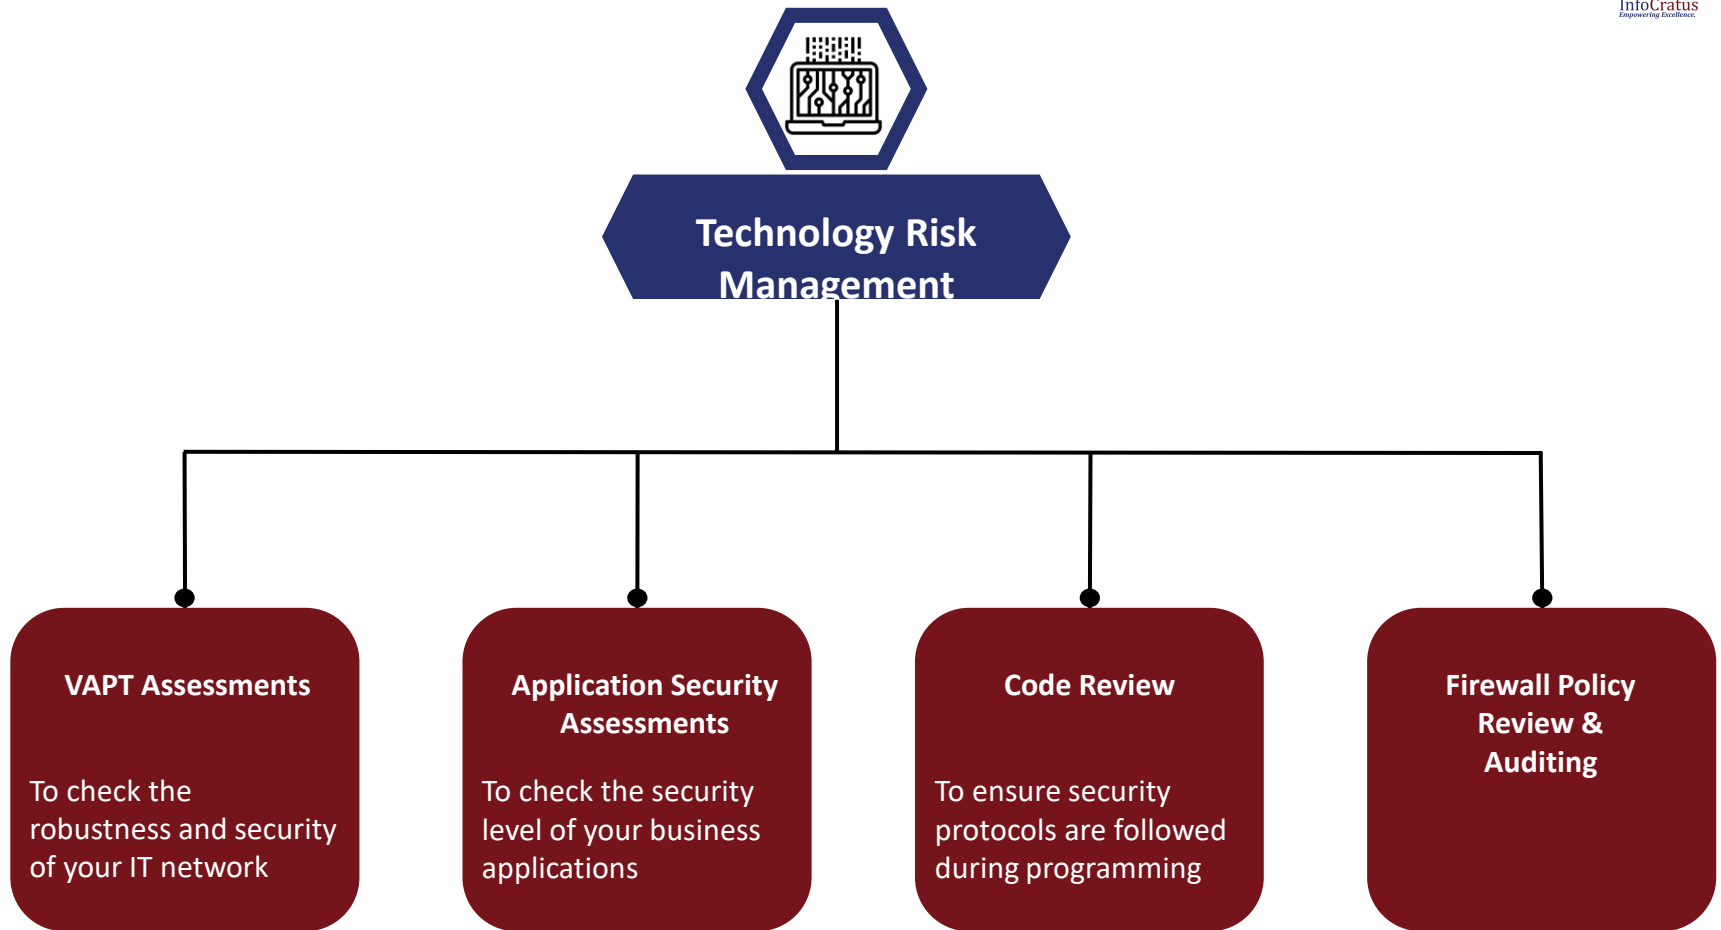 InfoCratus
Empowering Excellence.
Technology Risk
Management
VAPT Assessments
To check the
robustness and security
of your IT network
Application Security
Assessments
To check the security
level of your business
applications
Code Review
To ensure security
protocols are followed
during programming
Firewall Policy
Review &
Auditing